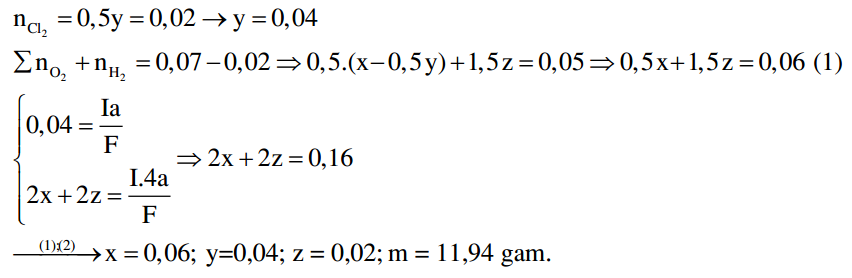 n_{Cl_2} = 0,5y = 0,02 → y = 0,04
∑n_{O_2} + n_{H_2} = 0,07 − 0,02 ⇒ 0,5.(x − 0,5y) + 1,5z = 0,05 ⇒ 0,5x + 1,5z = 0,06 (1)
{ 0,04 = Ia/F
2x + 2z = I.4a/F ⇒ 2x + 2z = 0,16
(1);(2) → x = 0,06; y=0,04; z = 0,02; m = 11,94 gam.